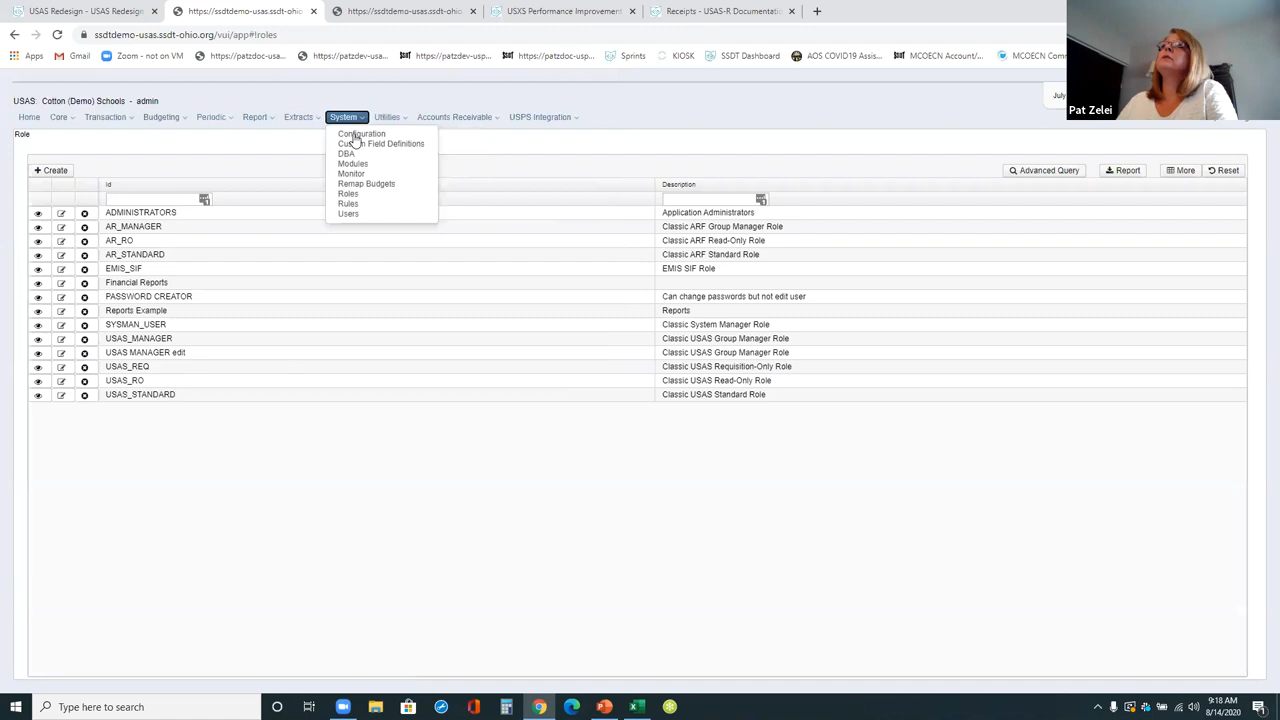 USAS Redesign - USAS Redesign
https://ssdtdemo-usas.ssdt-ohio
https://ssdtdemo-usas.ssdt-ohio
USXS Performance Improvement
Receipts - USAS-R Documentation
ssdtdemo-usas.ssdt-ohio.org/vui/app#!roles
Apps
Gmail
Zoom - not on VM
https://patzdoc-usa...
https://patzdoc-usa...
https://patzdoc-usp...
https://patzdoc-usp...
Sprints
KIOSK
SSDT Dashboard
AOS COVID19 Assis...
MCOECN Account/...
MCOECN Com
Pat Zelei
July
USAS: Cotton (Demo) Schools - admin
Home Core Transaction Budgeting Periodic Report Extracts System Utilities Accounts Receivable USPS Integration
Role
Configuration
Field Definitions
DBA
Modules
Monitor
Remap Budgets
Roles
Rules
Users
Create
Advanced Query Report More Reset
Id Description
ADMINISTRATORS Application Administrators
AR_MANAGER Classic ARF Group Manager Role
AR_RO Classic ARF Read-Only Role
AR_STANDARD Classic ARF Standard Role
EMIS_SIF EMIS SIF Role
Financial Reports
PASSWORD CREATOR Can change passwords but not edit user
Reports Example Reports
SYSMAN_USER Classic System Manager Role
USAS_MANAGER Classic USAS Group Manager Role
USAS MANAGER edit Classic USAS Group Manager Role
USAS_REQ Classic USAS Requisition-Only Role
USAS_RO Classic USAS Read-Only Role
USAS_STANDARD Classic USAS Standard Role
Type here to search
9:18 AM
8/14/2020